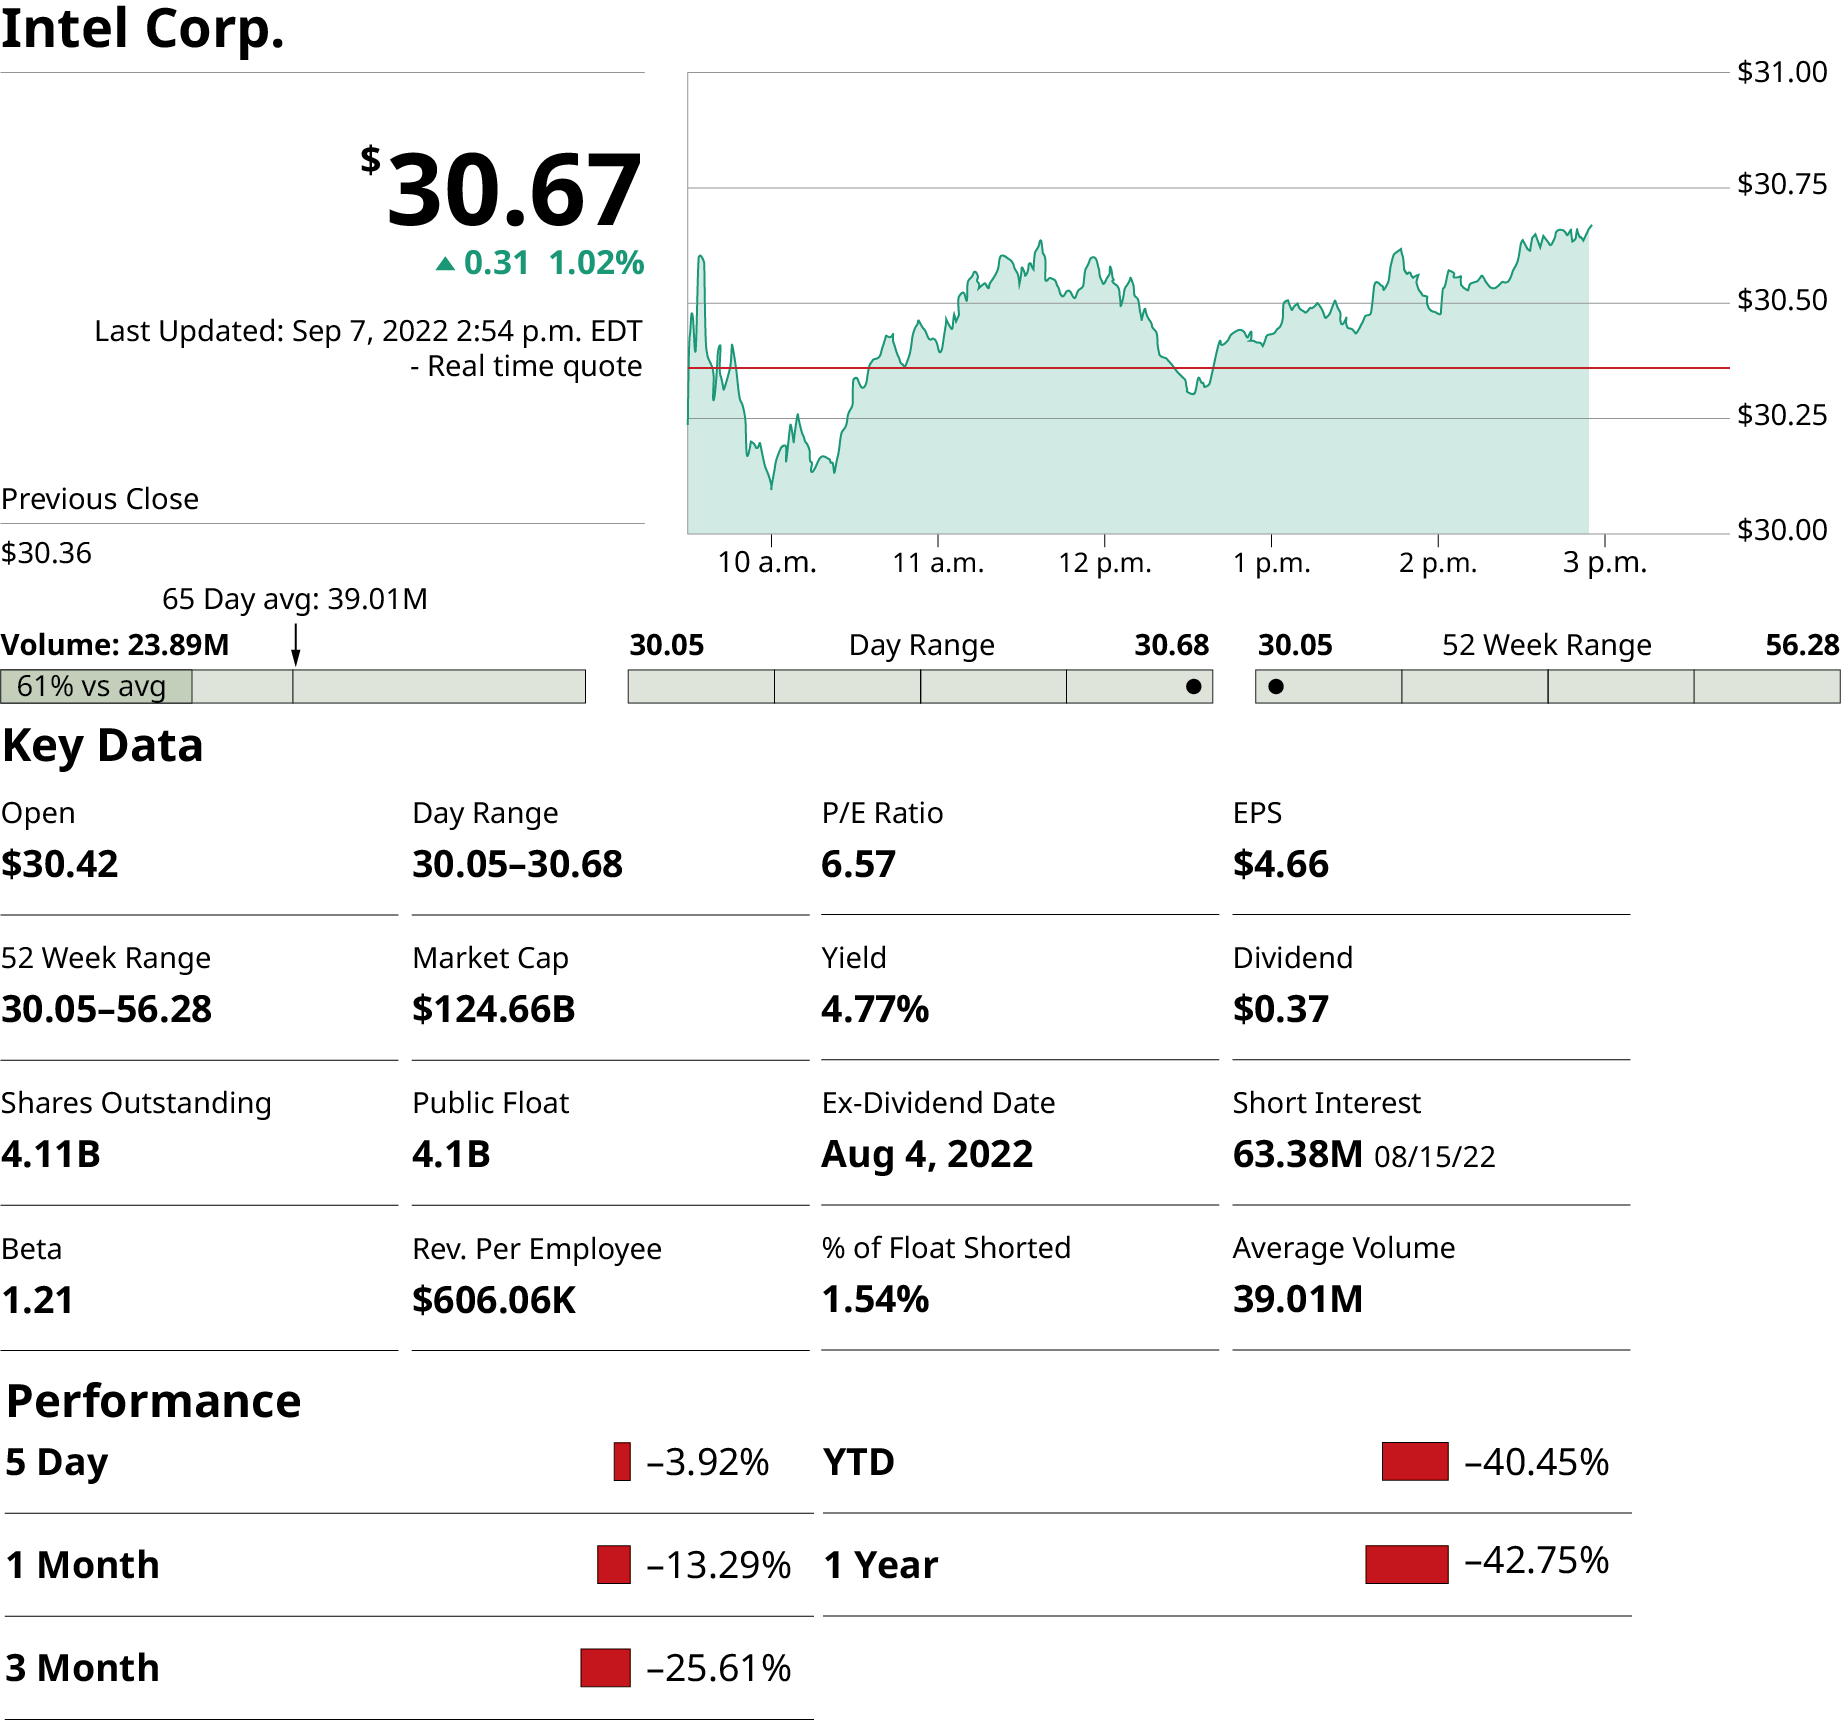 Intel Corp.
$30.67
▲ 0.31 1.02%
Last Updated: Sep 7, 2022 2:54 p.m. EDT
- Real time quote
Previous Close
$30.36
$31.00
$30.75
$30.50
$30.25
$30.00
10 a.m. 11 a.m. 12 p.m. 1 p.m. 2 p.m. 3 p.m.
65 Day avg: 39.01M
Volume: 23.89M
61% vs avg
30.05 Day Range 30.68
30.05 52 Week Range 56.28
Key Data
Open
$30.42
Day Range
30.05–30.68
P/E Ratio
6.57
EPS
$4.66
52 Week Range
30.05–56.28
Market Cap
$124.66B
Yield
4.77%
Dividend
$0.37
Shares Outstanding
4.11B
Public Float
4.1B
Ex-Dividend Date
Aug 4, 2022
Short Interest
63.38M 08/15/22
Beta
1.21
Rev. Per Employee
$606.06K
% of Float Shorted
1.54%
Average Volume
39.01M
Performance
5 Day –3.92%
YTD –40.45%
1 Month –13.29%
1 Year –42.75%
3 Month –25.61%